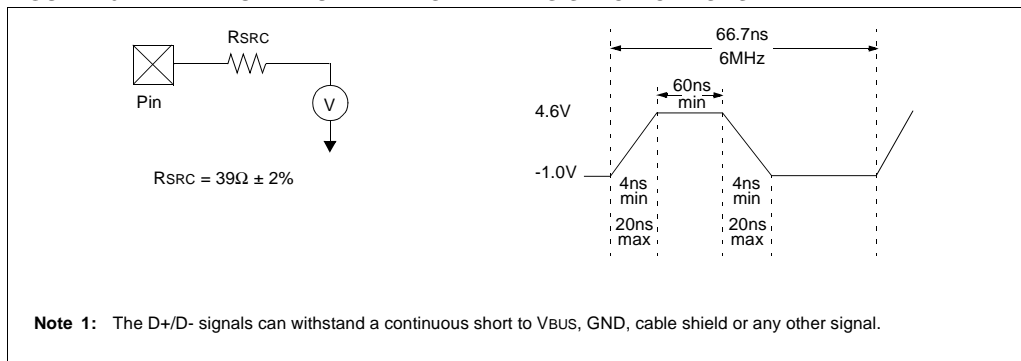 RSRC
Pin
V
RSRC = 39Ω ± 2%
66.7ns
6MHz
60ns
min
4.6V
-1.0V
4ns
min
20ns
max
4ns
min
20ns
max
Note 1: The D+/D- signals can withstand a continuous short to VBUS, GND, cable shield or any other signal.